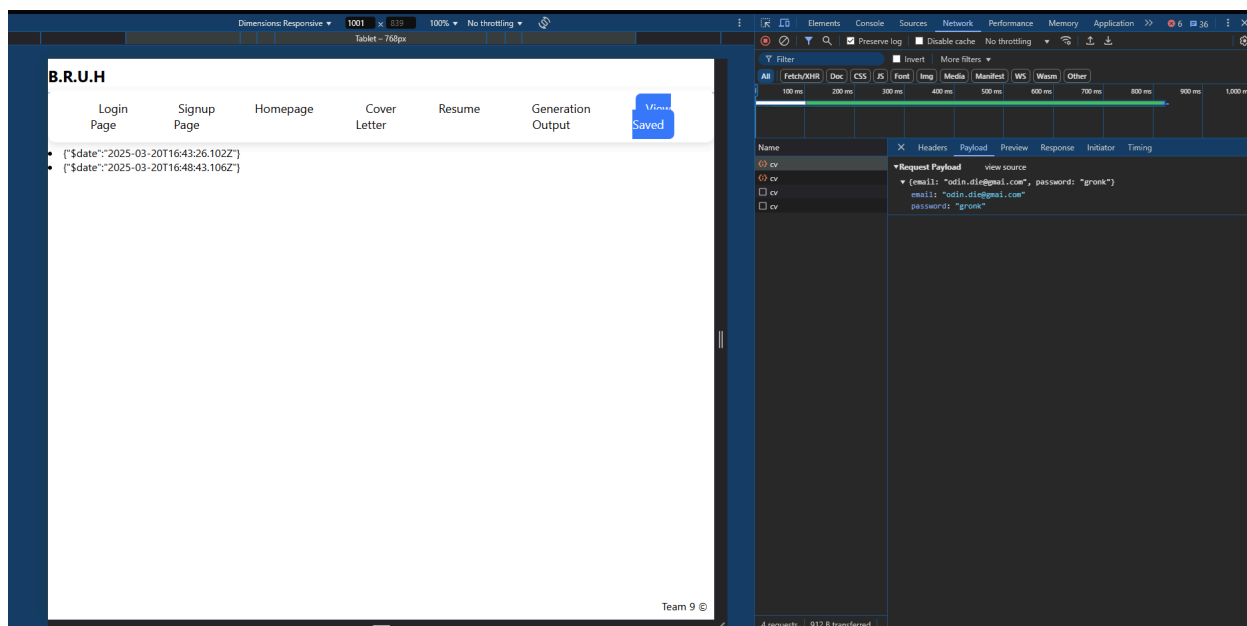 Dimensions: Responsive ▼ 1001 × 839 100% ▼ No throttling ▼
Tablet – 768px
B.R.U.H
Login Page
Signup Page
Homepage
Cover Letter
Resume
Generation Output
View Saved
{"$date":"2025-03-20T16:43:26.102Z"}
{"$date":"2025-03-20T16:48:43.106Z"}
Team 9 ©
Elements Console Sources Network Performance Memory Application >> 6 36
Preserve log Disable cache No throttling ▼
Filter Invert More filters ▼
All Fetch/XHR Doc CSS JS Font Img Media Manifest WS Wasm Other
100 ms 200 ms 300 ms 400 ms 500 ms 600 ms 700 ms 800 ms 900 ms 1,000 m
Name
cv
cv
cv
cv
× Headers Payload Preview Response Initiator Timing
▼Request Payload view source
▼ {email: "odin.die@gmai.com", password: "gronk"}
email: "odin.die@gmai.com"
password: "gronk"
4 requests 912 B transferred